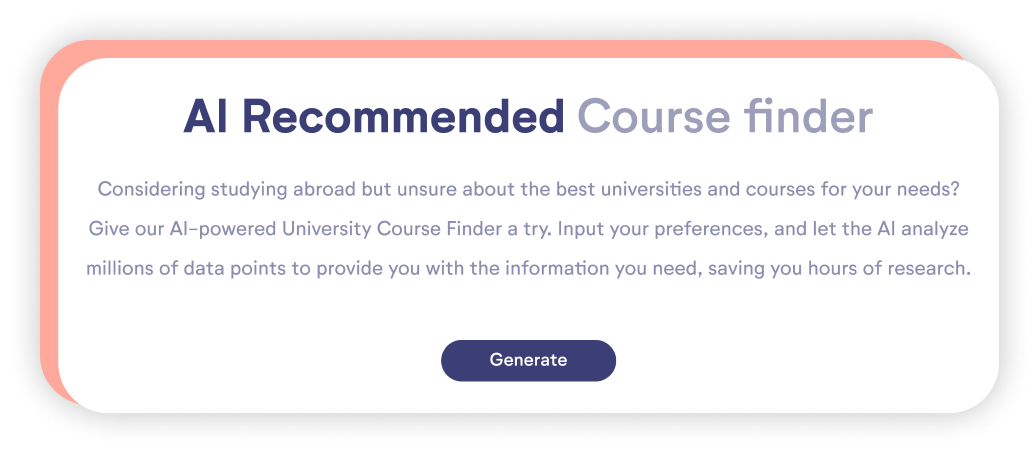 AI Recommended Course finder
Considering studying abroad but unsure about the best universities and courses for your needs?
Give our AI-powered University Course Finder a try. Input your preferences, and let the AI analyze
millions of data points to provide you with the information you need, saving you hours of research.
Generate